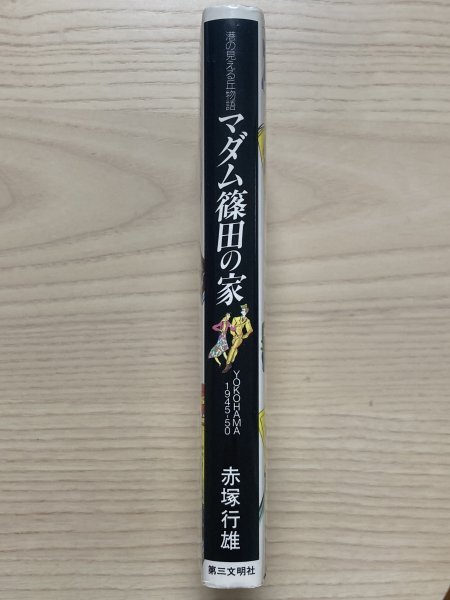 港の見える丘物語
マダム篠田の家
YOKOHAMA
1945-50
赤塚行雄
第三文明社